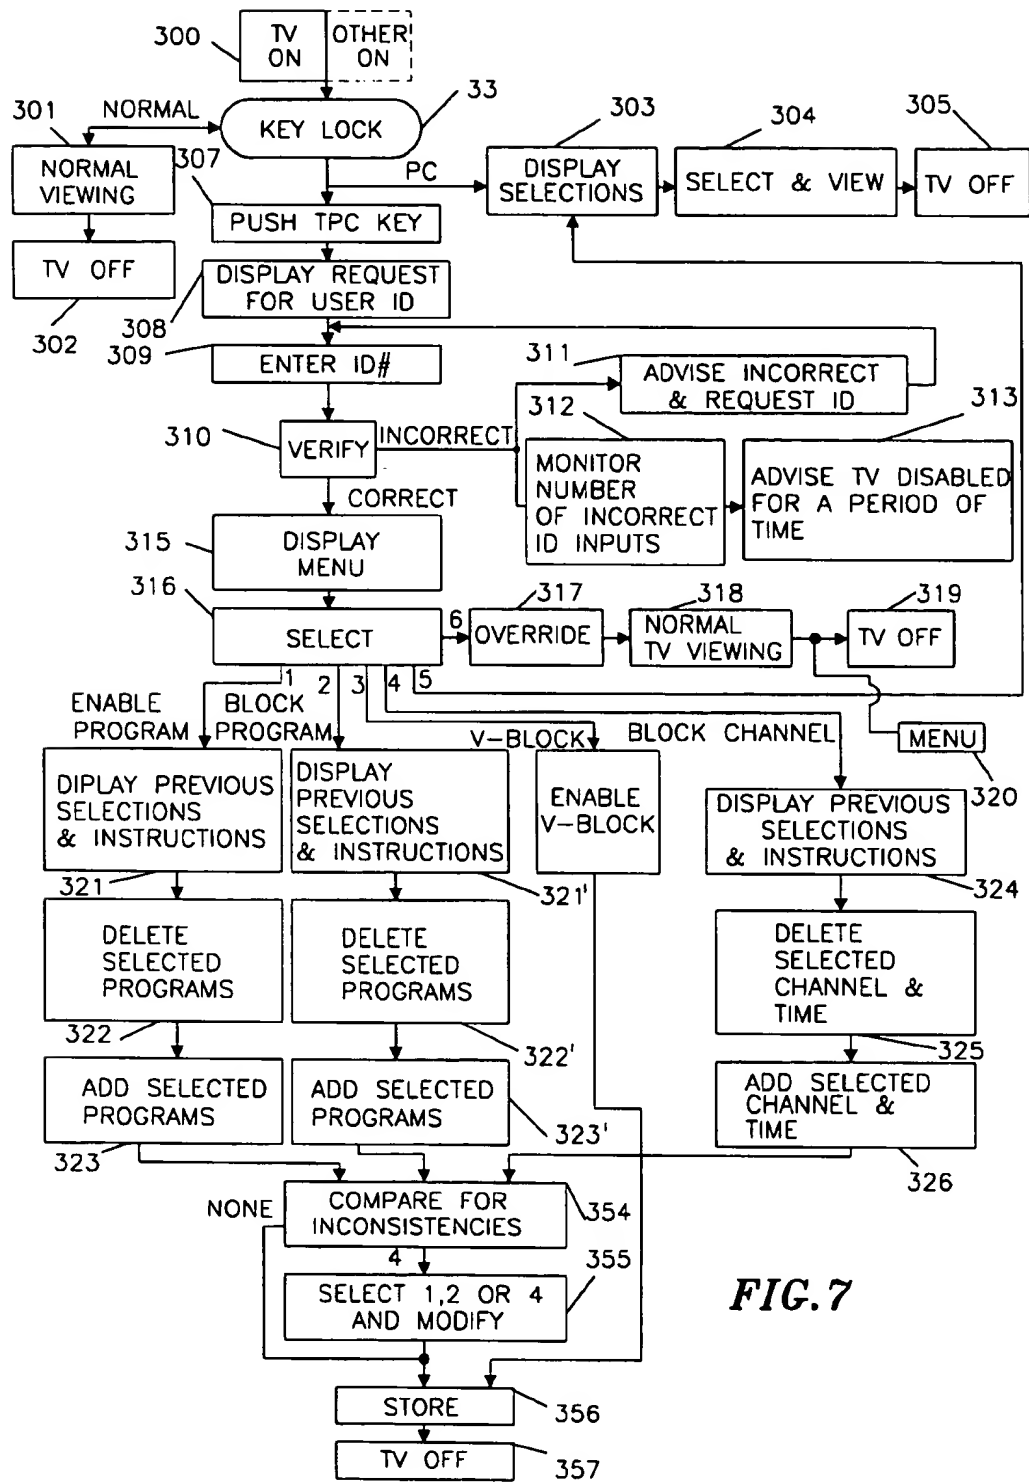 300
TV
ON
OTHER
ON
33
KEY LOCK
NORMAL
301
NORMAL
VIEWING
TV OFF
302
PC
303
DISPLAY
SELECTIONS
304
SELECT & VIEW
305
TV OFF
307
PUSH TPC KEY
DISPLAY REQUEST
FOR USER ID
308
309
ENTER ID#
310
VERIFY
INCORRECT
311
ADVISE INCORRECT
& REQUEST ID
312
MONITOR
NUMBER
OF INCORRECT
ID INPUTS
313
ADVISE TV DISABLED
FOR A PERIOD OF
TIME
CORRECT
315
DISPLAY
MENU
316
SELECT
6
317
OVERRIDE
318
NORMAL
TV VIEWING
319
TV OFF
MENU
320
1
2
3
4
5
ENABLE
PROGRAM
BLOCK
PROGRAM
V-BLOCK
BLOCK CHANNEL
DIPLAY PREVIOUS
SELECTIONS
& INSTRUCTIONS
321
DISPLAY
PREVIOUS
SELECTIONS
& INSTRUCTIONS
321'
ENABLE
V-BLOCK
DISPLAY PREVIOUS
SELECTIONS
& INSTRUCTIONS
324
DELETE
SELECTED
PROGRAMS
322
DELETE
SELECTED
PROGRAMS
322'
DELETE
SELECTED
CHANNEL &
TIME
325
ADD SELECTED
PROGRAMS
323
ADD SELECTED
PROGRAMS
323'
ADD SELECTED
CHANNEL &
TIME
326
NONE
COMPARE FOR
INCONSISTENCIES
354
4
355
SELECT 1,2 OR 4
AND MODIFY
STORE
356
TV OFF
357
FIG.7